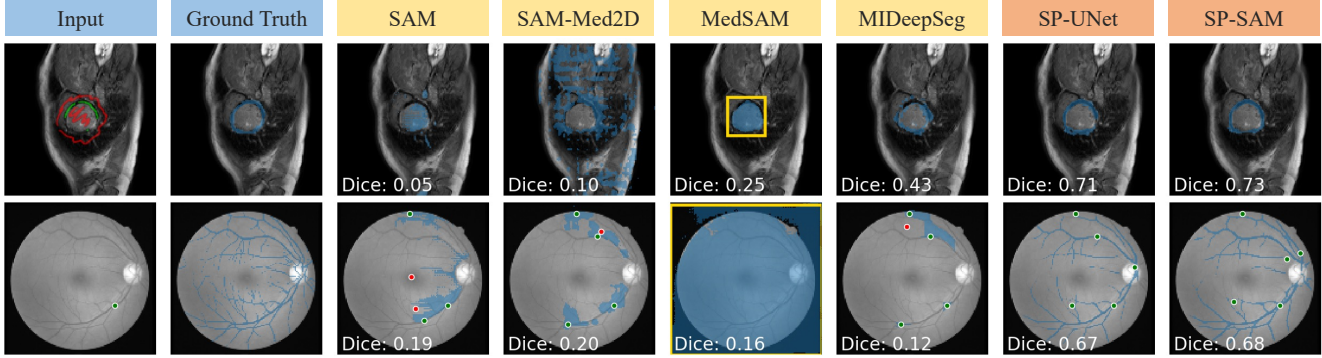 Input Ground Truth SAM SAM-Med2D MedSAM MIDeepSeg SP-UNet SP-SAM
Dice: 0.05 Dice: 0.10 Dice: 0.25 Dice: 0.43 Dice: 0.71 Dice: 0.73
Dice: 0.19 Dice: 0.20 Dice: 0.16 Dice: 0.12 Dice: 0.67 Dice: 0.68